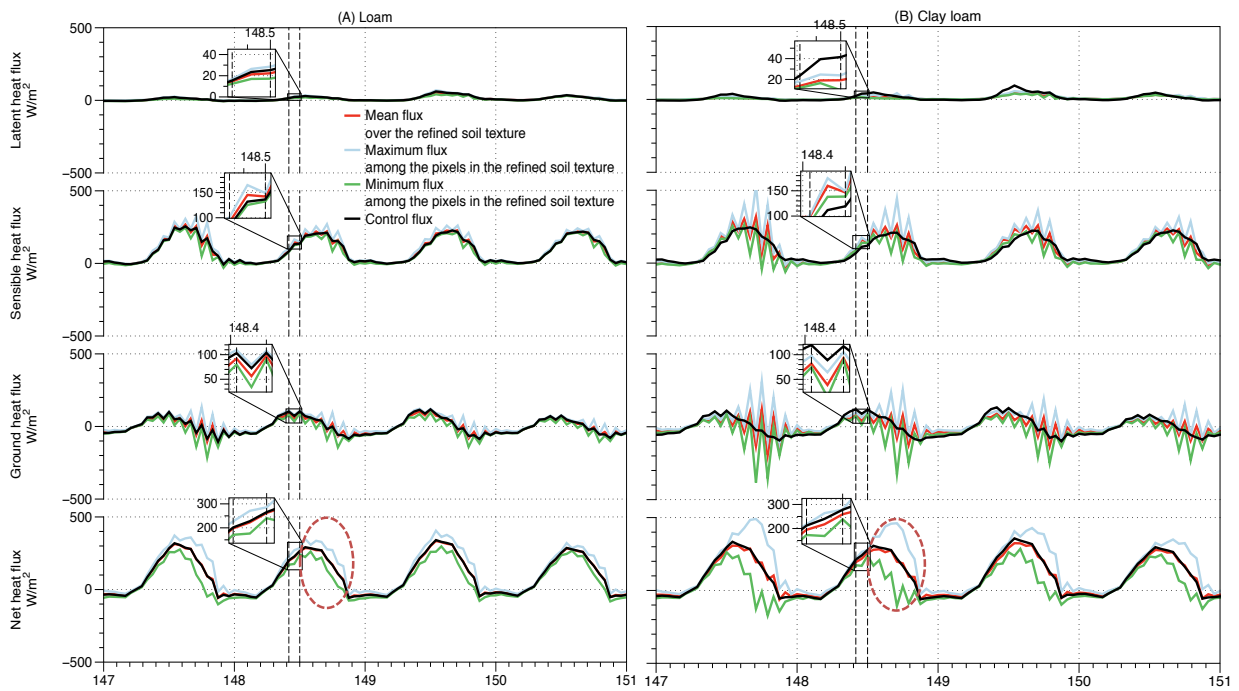 (A) Loam
(B) Clay loam
500
148.5
148.5
Latent heat flux
W/m2
40
20
0
40
20
0
Mean flux
over the refined soil texture
Maximum flux
among the pixels in the refined soil texture
Minimum flux
among the pixels in the refined soil texture
Control flux
−500
148.5
148.4
500
Sensible heat flux
W/m2
150
100
150
100
0
−500
148.4
148.4
500
Ground heat flux
W/m2
100
50
100
50
0
−500
500
Net heat flux
W/m2
300
200
300
200
0
−500
147
148
149
150
151
147
148
149
150
151